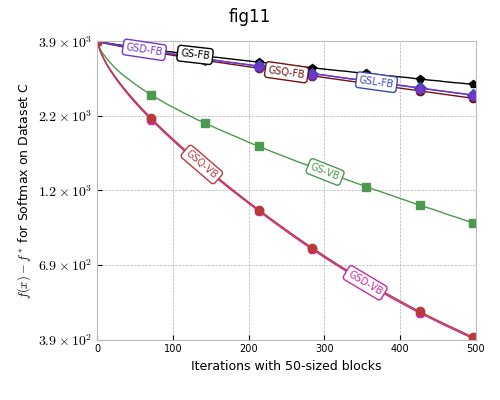 fig11
3.9 × 10³
2.2 × 10³
1.2 × 10³
6.9 × 10²
3.9 × 10²
f(x) − f* for Softmax on Dataset C
GSD-FB
GS-FB
GSQ-FB
GSL-FB
GSQ-VB
GS-VB
GSD-VB
0 100 200 300 400 500
Iterations with 50-sized blocks